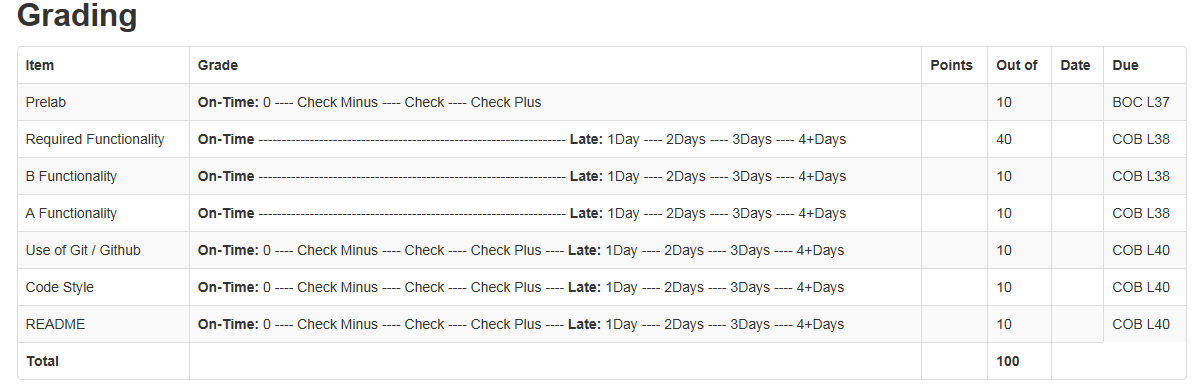 Grading
Item Grade Points Out of Date Due
Prelab On-Time: 0 ---- Check Minus ---- Check ---- Check Plus 10 BOC L37
Required Functionality On-Time ------------------------------------------------------------------- Late: 1Day ---- 2Days ---- 3Days ---- 4+Days 40 COB L38
B Functionality On-Time ------------------------------------------------------------------- Late: 1Day ---- 2Days ---- 3Days ---- 4+Days 10 COB L38
A Functionality On-Time ------------------------------------------------------------------- Late: 1Day ---- 2Days ---- 3Days ---- 4+Days 10 COB L38
Use of Git / Github On-Time: 0 ---- Check Minus ---- Check ---- Check Plus ---- Late: 1Day ---- 2Days ---- 3Days ---- 4+Days 10 COB L40
Code Style On-Time: 0 ---- Check Minus ---- Check ---- Check Plus ---- Late: 1Day ---- 2Days ---- 3Days ---- 4+Days 10 COB L40
README On-Time: 0 ---- Check Minus ---- Check ---- Check Plus ---- Late: 1Day ---- 2Days ---- 3Days ---- 4+Days 10 COB L40
Total 100